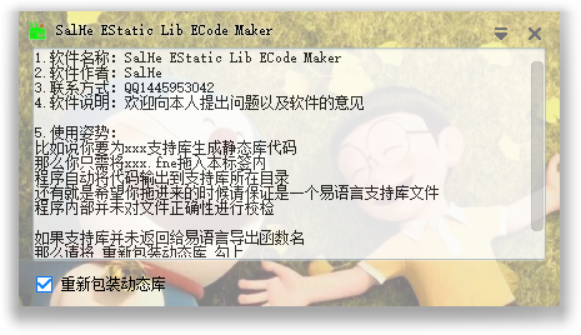 SalHe EStatic Lib ECode Maker
1.软件名称：SalHe EStatic Lib ECode Maker
2.软件作者：SalHe
3.联系方式：QQ1445953042
4.软件说明：欢迎向本人提出问题以及软件的意见
5.使用姿势：
比如说你要为xxx支持库生成静态库代码
那么你只需将xxx.fne拖入本标签内
程序自动将代码输出到支持库所在目录
还有就是希望你拖进来的时候请保证是一个易语言支持库文件
程序内部并未对文件正确性进行校检
如果支持库并未返回给易语言导出函数名
那么请将 重新包装动态库 勾上
重新包装动态库